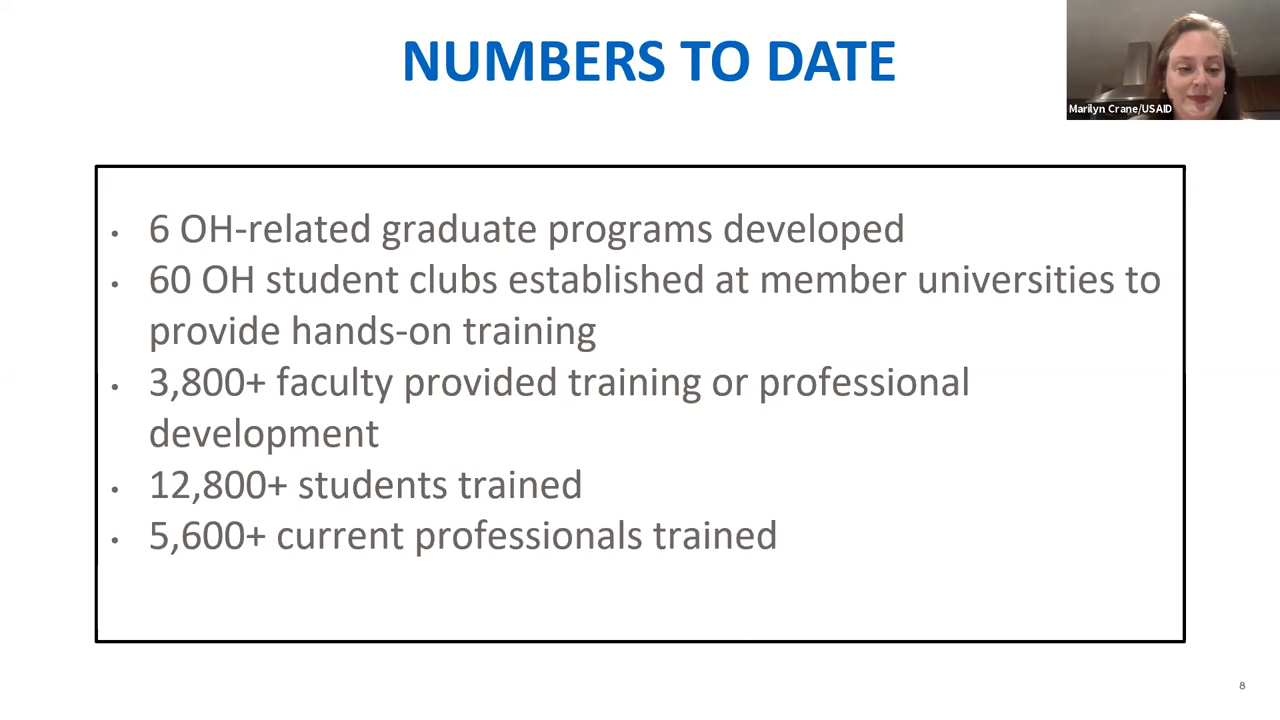 NUMBERS TO DATE
Marilyn Crane/USAID
• 6 OH-related graduate programs developed
• 60 OH student clubs established at member universities to
provide hands-on training
• 3,800+ faculty provided training or professional
development
• 12,800+ students trained
• 5,600+ current professionals trained
8